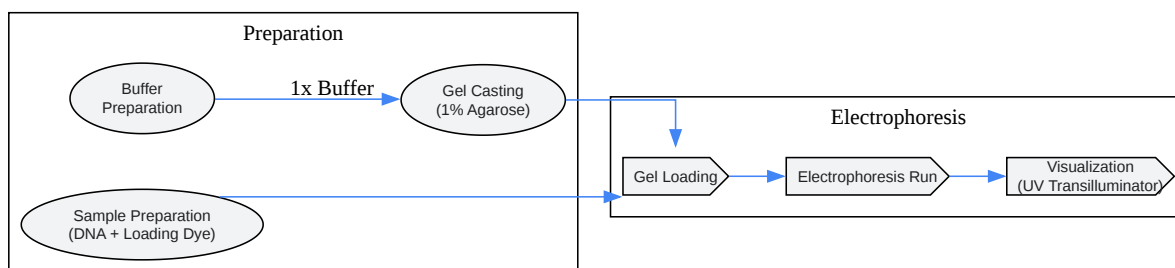 Preparation
Buffer
Preparation
1x Buffer
Gel Casting
(1% Agarose)
Sample Preparation
(DNA + Loading Dye)
Electrophoresis
Gel Loading
Electrophoresis Run
Visualization
(UV Transilluminator)